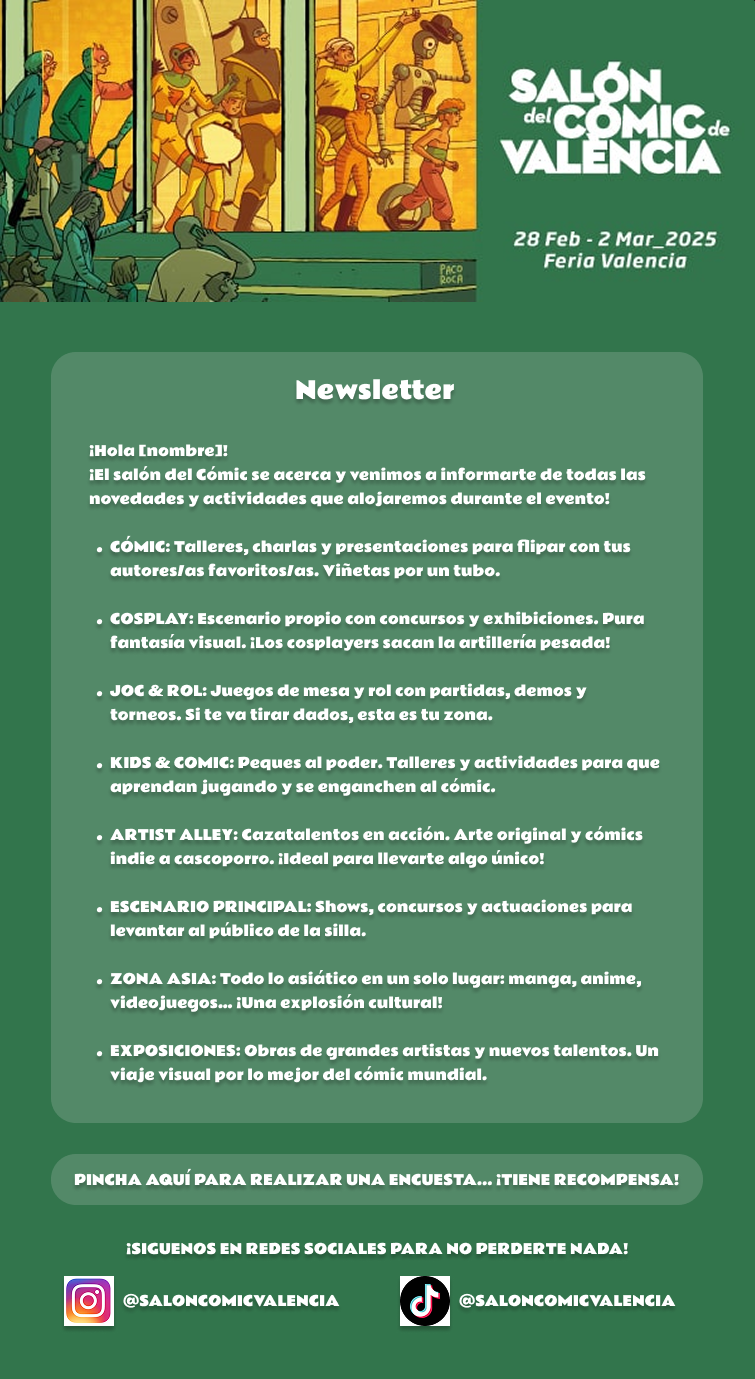 SALÓN
del CÓMIC de
VALENCIA
28 Feb - 2 Mar_2025
Feria Valencia
PACO
ROCA
Newsletter
¡Hola [nombre]!
¡El salón del Cómic se acerca y venimos a informarte de todas las
novedades y actividades que alojaremos durante el evento!
• CÓMIC: Talleres, charlas y presentaciones para flipar con tus
autores/as favoritos/as. Viñetas por un tubo.
• COSPLAY: Escenario propio con concursos y exhibiciones. Pura
fantasía visual. ¡Los cosplayers sacan la artillería pesada!
• JOC & ROL: Juegos de mesa y rol con partidas, demos y
torneos. Si te va tirar dados, esta es tu zona.
• KIDS & COMIC: Peques al poder. Talleres y actividades para que
aprendan jugando y se enganchen al cómic.
• ARTIST ALLEY: Cazatalentos en acción. Arte original y cómics
indie a cascoporro. ¡Ideal para llevarte algo único!
• ESCENARIO PRINCIPAL: Shows, concursos y actuaciones para
levantar al público de la silla.
• ZONA ASIA: Todo lo asiático en un solo lugar: manga, anime,
videojuegos... ¡Una explosión cultural!
• EXPOSICIONES: Obras de grandes artistas y nuevos talentos. Un
viaje visual por lo mejor del cómic mundial.
PINCHA AQUÍ PARA REALIZAR UNA ENCUESTA... ¡TIENE RECOMPENSA!
¡SIGUENOS EN REDES SOCIALES PARA NO PERDERTE NADA!
@SALONCOMICVALENCIA
@SALONCOMICVALENCIA